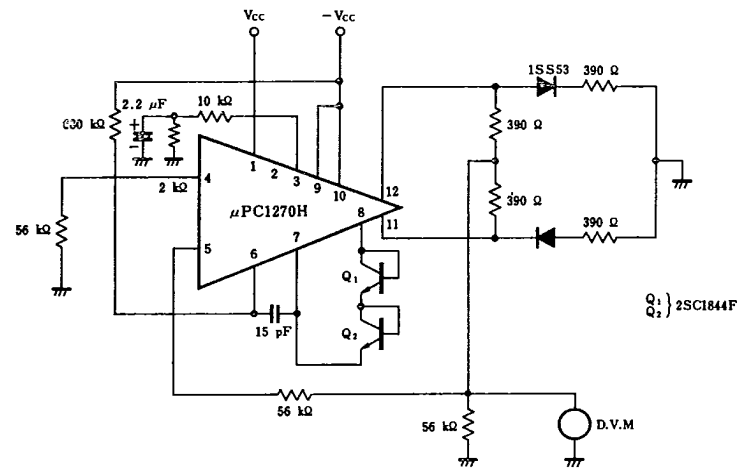 Vcc
−Vcc
2.2 μF
10 kΩ
30 kΩ
+
−
1
2
3
9
10
4
2 kΩ
μPC1270H
12
11
8
56 kΩ
5
6
7
15 pF
Q1
Q2
1SS53
390 Ω
390 Ω
390 Ω
390 Ω
Q1
Q2 } 2SC1844F
56 kΩ
56 kΩ
D.V.M